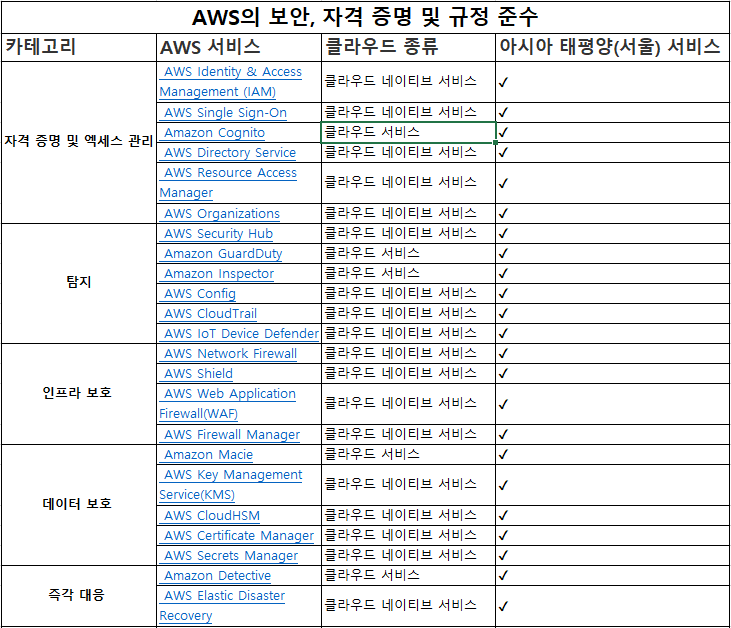 AWS의 보안, 자격 증명 및 규정 준수
카테고리 AWS 서비스 클라우드 종류 아시아 태평양(서울) 서비스
자격 증명 및 엑세스 관리
AWS Identity & Access
Management (IAM) 클라우드 네이티브 서비스 ✓
AWS Single Sign-On 클라우드 네이티브 서비스 ✓
Amazon Cognito 클라우드 서비스 ✓
AWS Directory Service 클라우드 네이티브 서비스 ✓
AWS Resource Access
Manager 클라우드 네이티브 서비스 ✓
AWS Organizations 클라우드 네이티브 서비스 ✓
탐지
AWS Security Hub 클라우드 네이티브 서비스 ✓
Amazon GuardDuty 클라우드 서비스 ✓
Amazon Inspector 클라우드 서비스 ✓
AWS Config 클라우드 네이티브 서비스 ✓
AWS CloudTrail 클라우드 네이티브 서비스 ✓
AWS IoT Device Defender 클라우드 네이티브 서비스 ✓
인프라 보호
AWS Network Firewall 클라우드 네이티브 서비스 ✓
AWS Shield 클라우드 네이티브 서비스 ✓
AWS Web Application
Firewall(WAF) 클라우드 네이티브 서비스 ✓
AWS Firewall Manager 클라우드 네이티브 서비스 ✓
데이터 보호
Amazon Macie 클라우드 서비스 ✓
AWS Key Management
Service(KMS) 클라우드 네이티브 서비스 ✓
AWS CloudHSM 클라우드 네이티브 서비스 ✓
AWS Certificate Manager 클라우드 네이티브 서비스 ✓
AWS Secrets Manager 클라우드 네이티브 서비스 ✓
즉각 대응
Amazon Detective 클라우드 서비스 ✓
AWS Elastic Disaster
Recovery 클라우드 네이티브 서비스 ✓